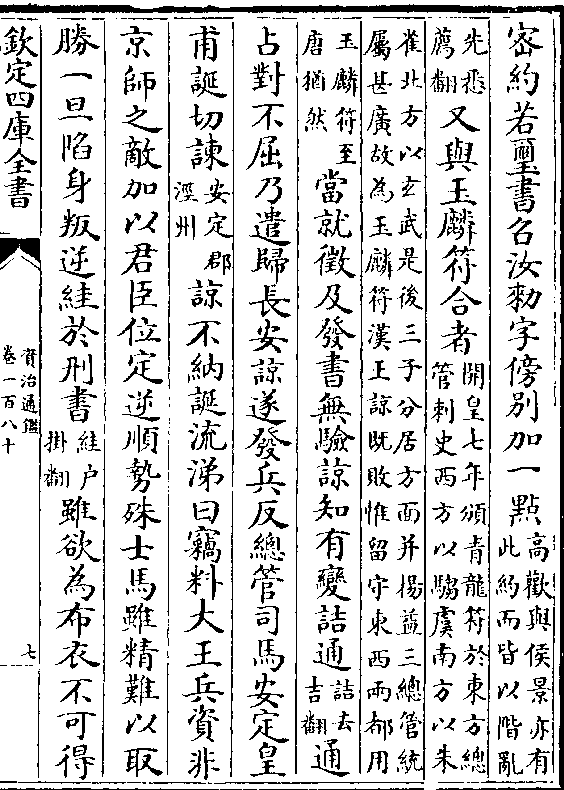 密約若璽書召汝勑字傍別加一點高歡與侯景亦有此約而皆以階亂
先悉薦翻又與玉麟符合者開皇七年頒青龍符於東方總管刺史西方以騶虞南方以朱
雀北方以玄武是後三子分居方面并楊益三總管統屬甚廣故為玉麟符漢王諒既敗惟留守東西兩都用
玉麟符至唐猶然當就徵及發書無驗諒知有變詰通詰去吉翻通
占對不屈乃遣歸長安諒遂發兵反總管司馬安定皇
甫誕切諫安定郡涇州諒不納誕流涕曰竊料大王兵資非
京師之敵加以君臣位定逆順勢殊士馬雖精難以取
勝一旦陷身叛逆絓於刑書絓户掛翻雖欲為布衣不可得
欽定四庫全書
資治通鑑
卷一百八十
七